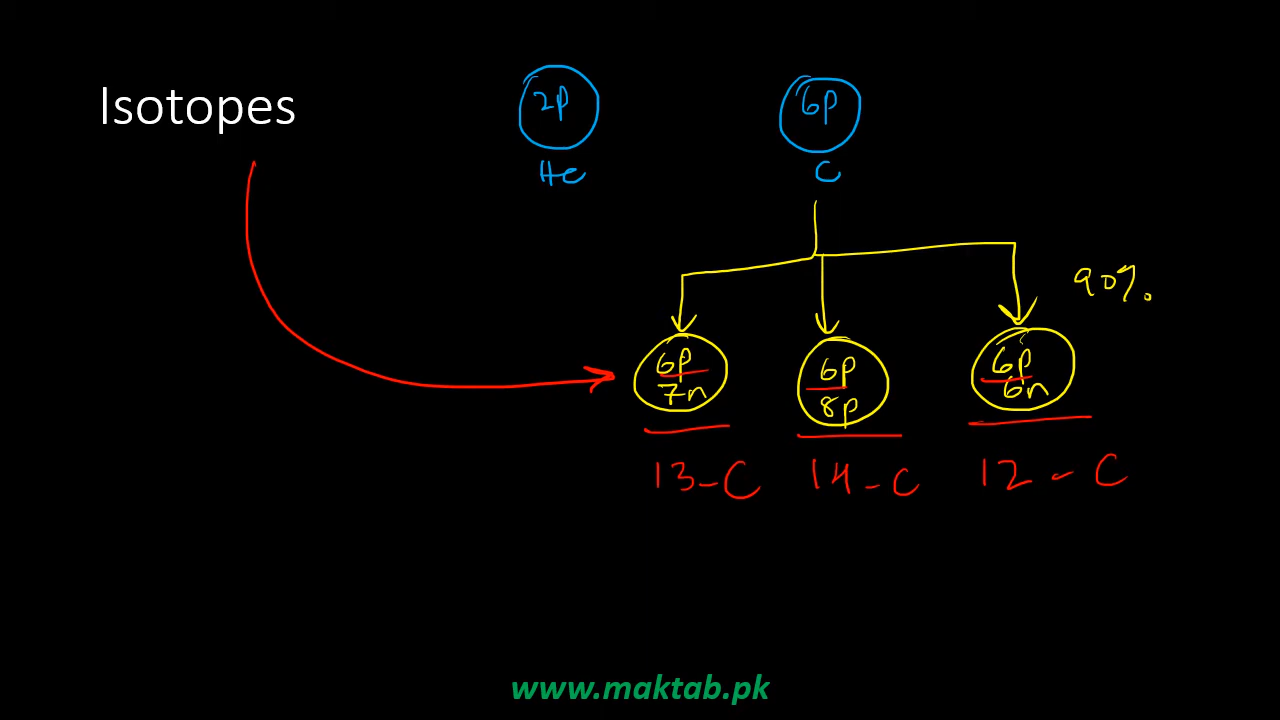 Isotopes
2p
He
6p
C
90%
6p
7n
6p
8p
6p
6n
13-C
14-C
12-C
www.maktab.pk